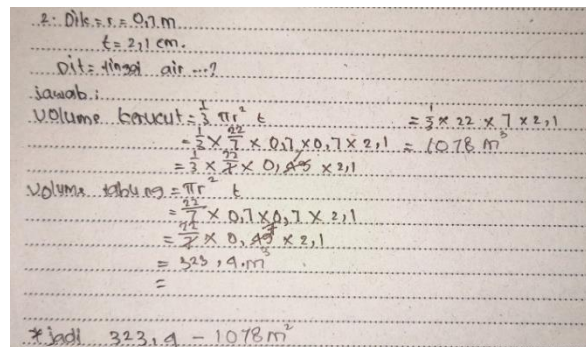 2. Dik = r = 0,7 m
t = 2,1 cm.
Dit = tinggi air ...?
jawab :
Volume kerucut = 1/3 πr² t
= 1/3 × 22/7 × 0,7 × 0,7 × 2,1
= 1/3 × 22/7 × 0,49 × 2,1
= 1/3 × 22 × 7 × 2,1
= 1078 m³
Volume tabung = πr² t
= 22/7 × 0,7 × 0,7 × 2,1
= 22/7 × 0,49 × 2,1
= 323,4 m³
=
* jadi 323,4 - 1078 m²